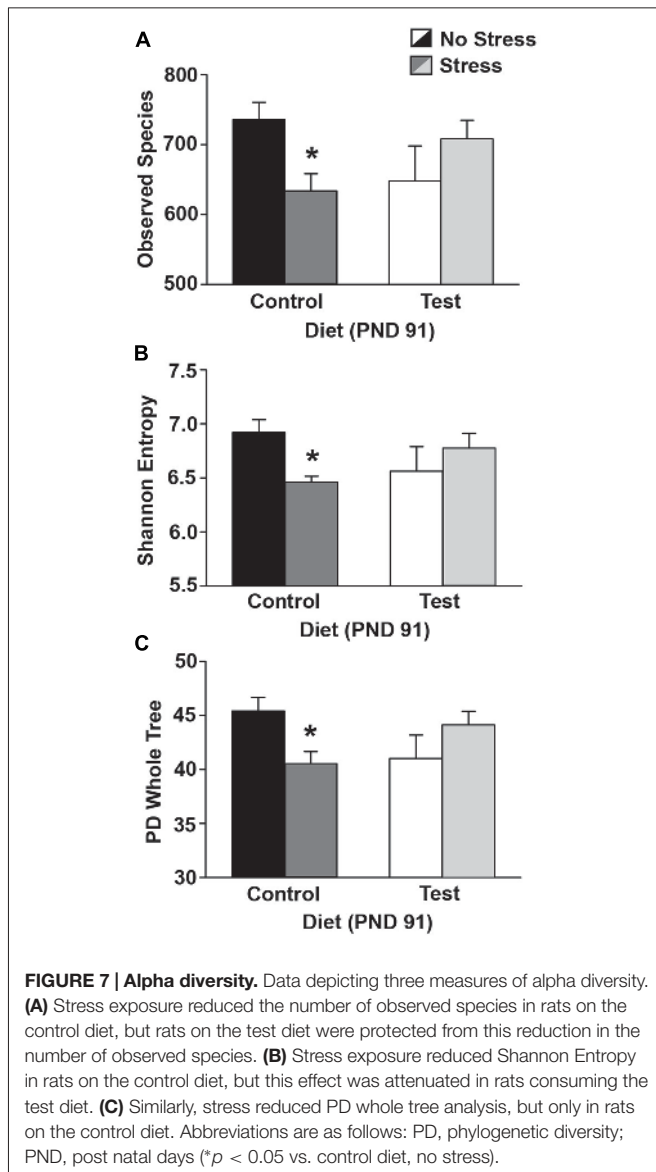 A
No Stress
Stress
800
700
600
500
Observed Species
*
Control
Test
Diet (PND 91)
B
7.5
7.0
6.5
6.0
5.5
Shannon Entropy
*
Control
Test
Diet (PND 91)
C
50
45
40
35
30
PD Whole Tree
*
Control
Test
Diet (PND 91)
FIGURE 7 | Alpha diversity. Data depicting three measures of alpha diversity.
(A) Stress exposure reduced the number of observed species in rats on the
control diet, but rats on the test diet were protected from this reduction in the
number of observed species. (B) Stress exposure reduced Shannon Entropy
in rats on the control diet, but this effect was attenuated in rats consuming the
test diet. (C) Similarly, stress reduced PD whole tree analysis, but only in rats
on the control diet. Abbreviations are as follows: PD, phylogenetic diversity;
PND, post natal days (*p < 0.05 vs. control diet, no stress).